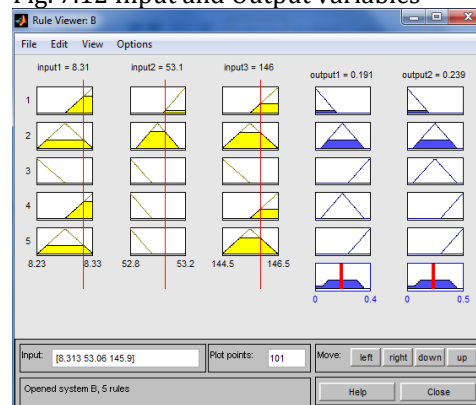 Fig. 7.12 Input and Output variables
Rule Viewer: B
File Edit View Options
input1 = 8.31 input2 = 53.1 input3 = 146 output1 = 0.191 output2 = 0.239
1
2
3
4
5
8.23 8.33 52.8 53.2 144.5 146.5
0 0.4 0 0.5
Input: [8.313 53.06 145.9] Plot points: 101 Move: left right down up
Opened system B, 5 rules Help Close